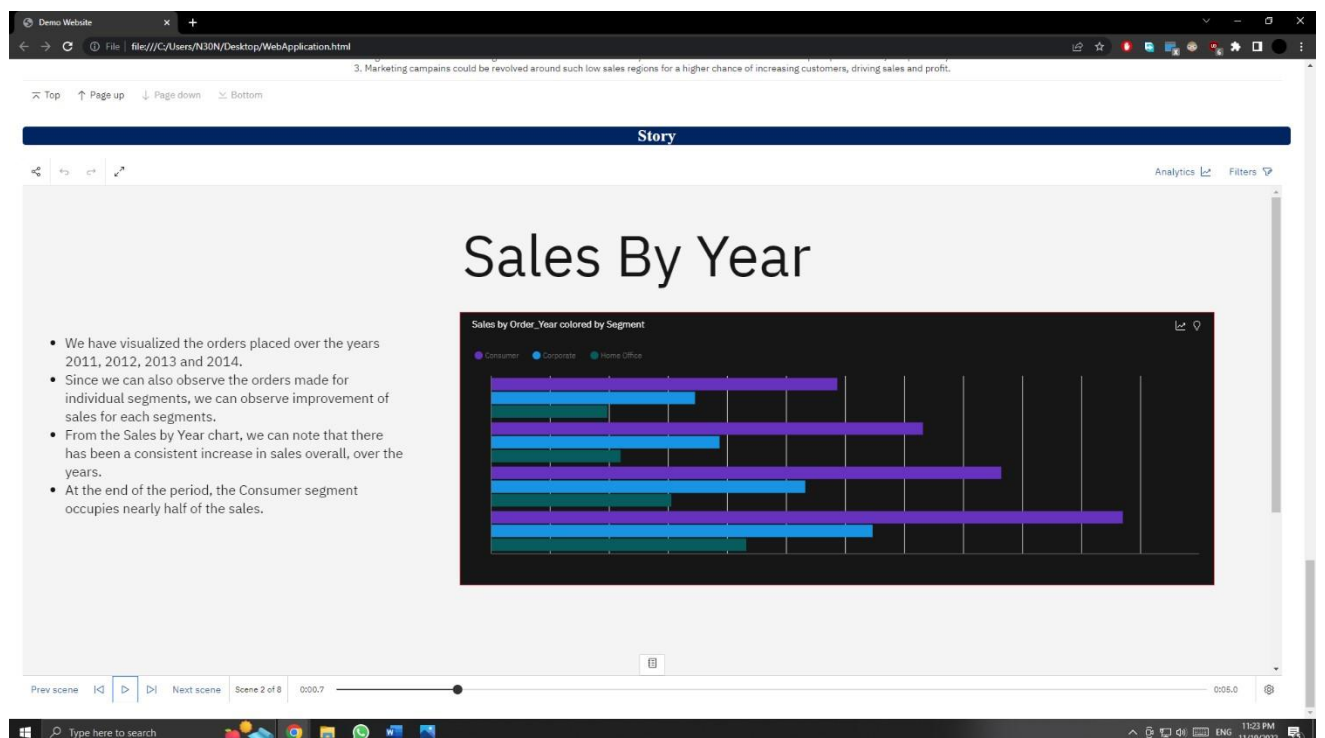 Demo Website
File
file:///C:/Users/N30N/Desktop/WebApplication.html
3. Marketing campains could be revolved around such low sales regions for a higher chance of increasing customers, driving sales and profit.
Top Page up Page down Bottom
Story
Analytics Filters
Sales By Year
• We have visualized the orders placed over the years
2011, 2012, 2013 and 2014.
• Since we can also observe the orders made for
individual segments, we can observe improvement of
sales for each segments.
• From the Sales by Year chart, we can note that there
has been a consistent increase in sales overall, over the
years.
• At the end of the period, the Consumer segment
occupies nearly half of the sales.
Sales by Order_Year colored by Segment
Consumer Corporate Home Office
Prev scene Next scene Scene 2 of 8 0:00.7 0:05.0
Type here to search
ENG 11:23 PM